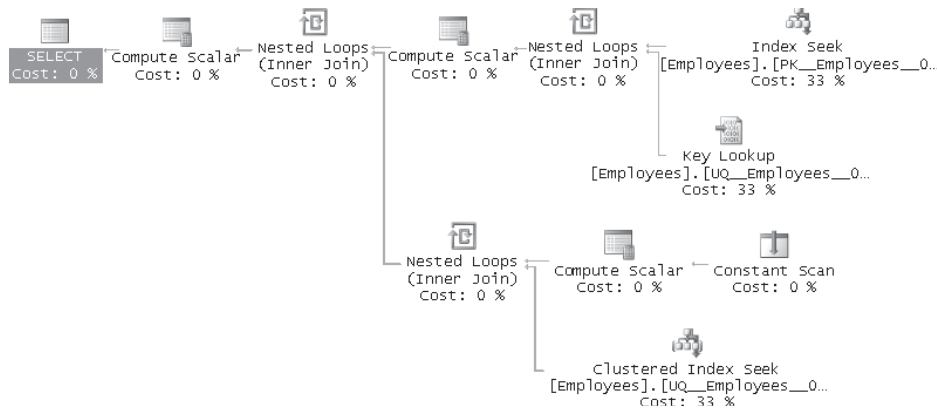 SELECT
Cost: 0 %
Compute Scalar
Cost: 0 %
Nested Loops
(Inner Join)
Cost: 0 %
Compute Scalar
Cost: 0 %
Nested Loops
(Inner Join)
Cost: 0 %
Index Seek
[Employees].[PK__Employees__0…
Cost: 33 %
Key Lookup
[Employees].[UQ__Employees__0…
Cost: 33 %
Nested Loops
(Inner Join)
Cost: 0 %
Compute Scalar
Cost: 0 %
Constant Scan
Cost: 0 %
Clustered Index Seek
[Employees].[UQ__Employees__0…
Cost: 33 %